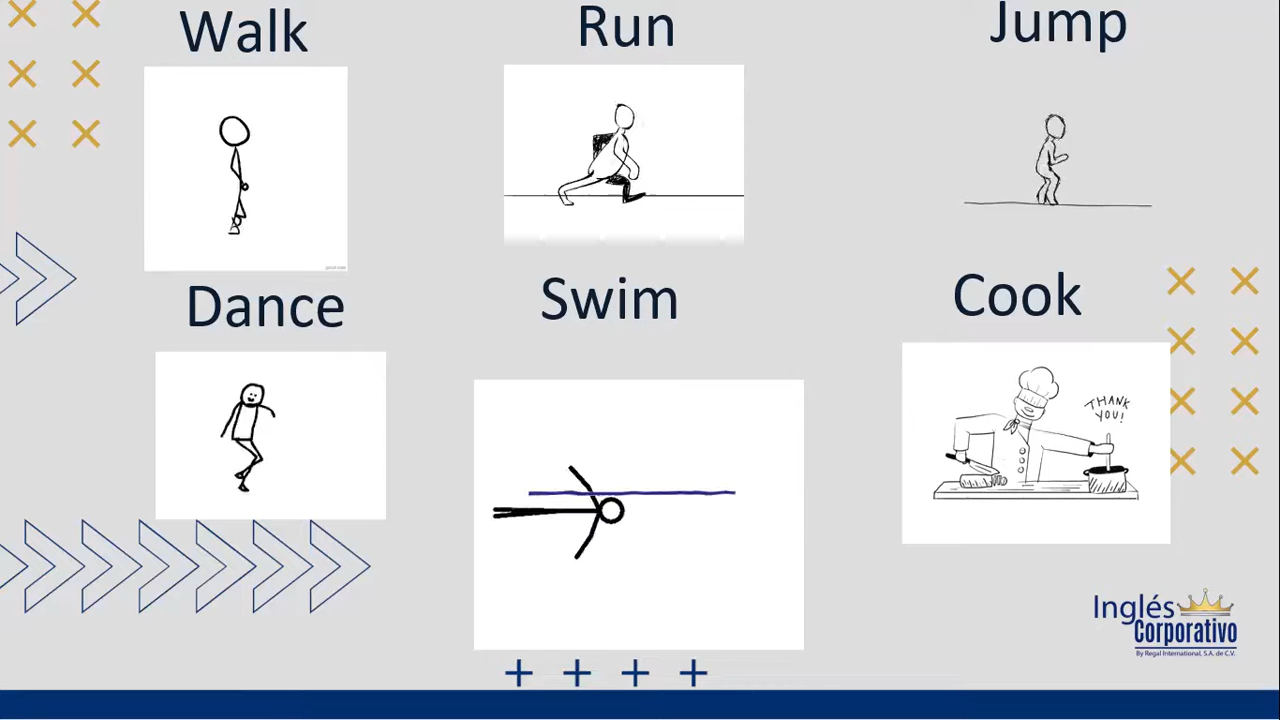 Walk
Run
Jump
Dance
Swim
Cook
THANK
YOU!
Inglés
Corporativo
By Regal International, S.A. de C.V.